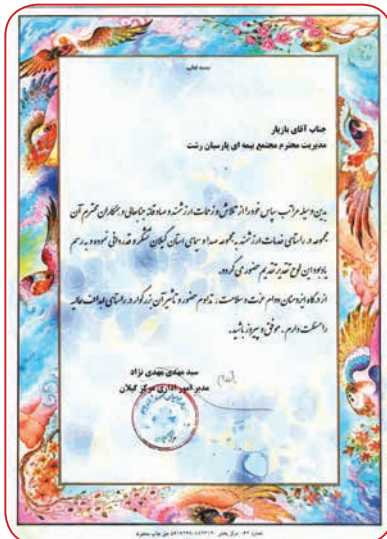 بسمه تعالی
جناب آقای بازیار
مدیریت محترم مجتمع بیمه ای پارسیان رشت
بدین وسیله مراتب سپاس خود را از تلاش و زحمات ارزشمند و صادقانه جنابعالی و همکاران محترم آن
مجموعه در راستای خدمات ارزشمند به مجموعه صدا و سیمای استان گیلان تشکر و قدردانی نموده و به رسم
یادبود این لوح تقدیر تقدیم حضور می گردد.
از درگاه ایزد منان دوام عزت و سلامت، تداوم حضور و تأثیر آن بزرگوار در راستای اهداف عالیه
را مسئلت دارم. موفق و پیروز باشید.
سید مهدی مهدی نژاد
مدیر امور اداری مرکز گیلان